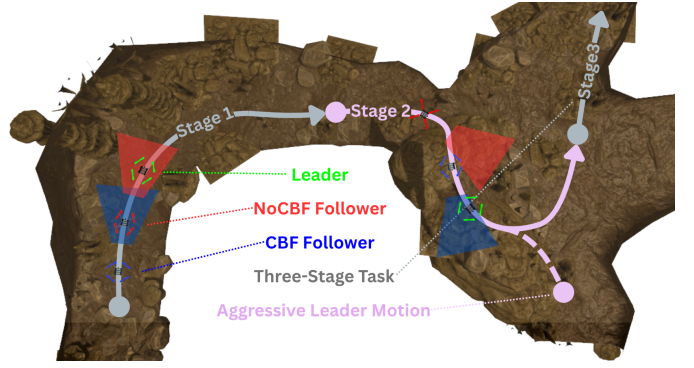 Stage 1
Stage 2
Stage3
Leader
NoCBF Follower
CBF Follower
Three-Stage Task
Aggressive Leader Motion